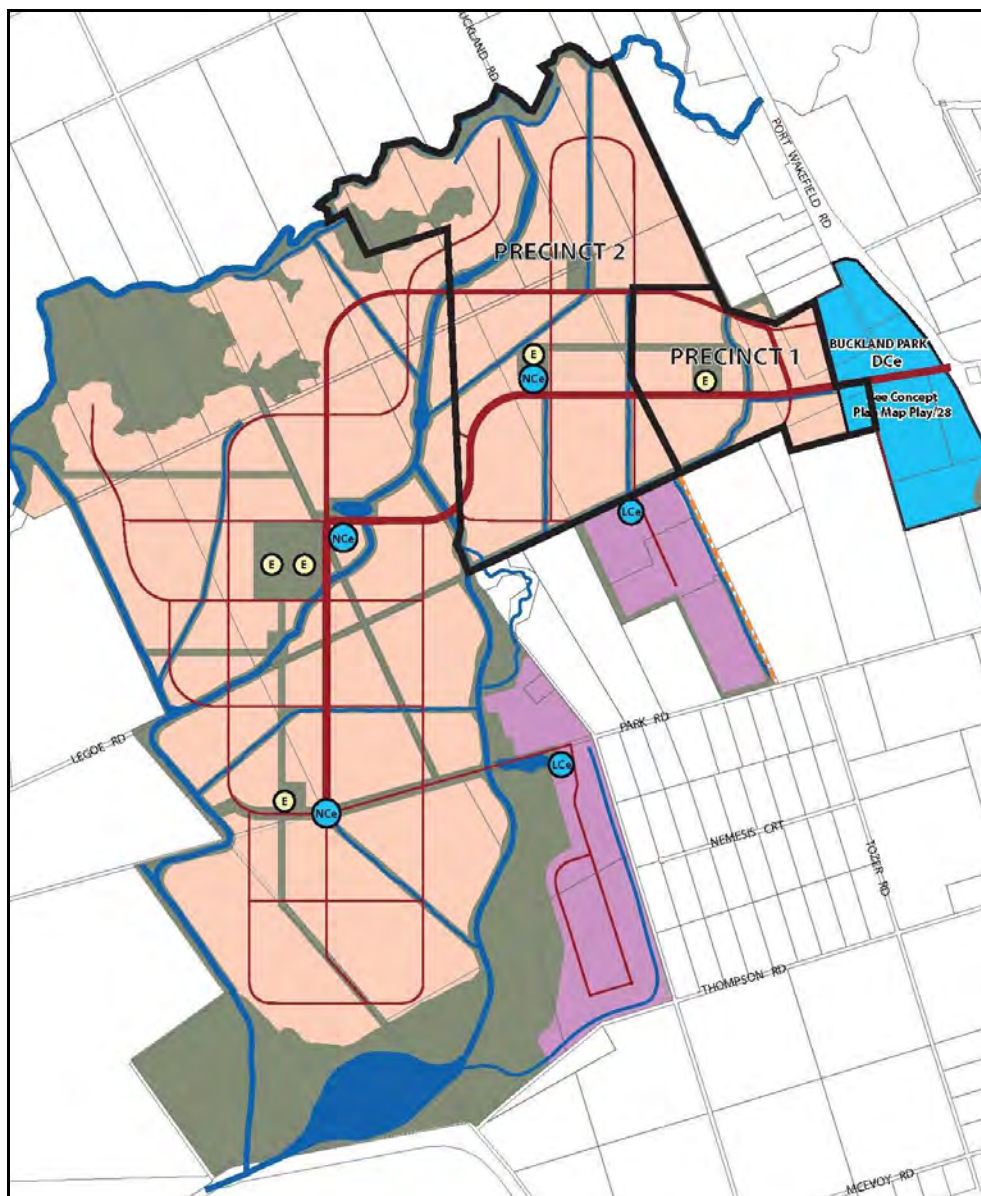 BUCKLAND RD
PORT WAKEFIELD RD
PRECINCT 2
PRECINCT 1
BUCKLAND PARK
DCe
See Concept
Plan Map Play/28
E
NCe
E
LCe
NCe
E
E
PARK RD
LEGOE RD
LCe
E
NCe
NEMESIS CRT
TOZER RD
THOMPSON RD
MCEVOY RD